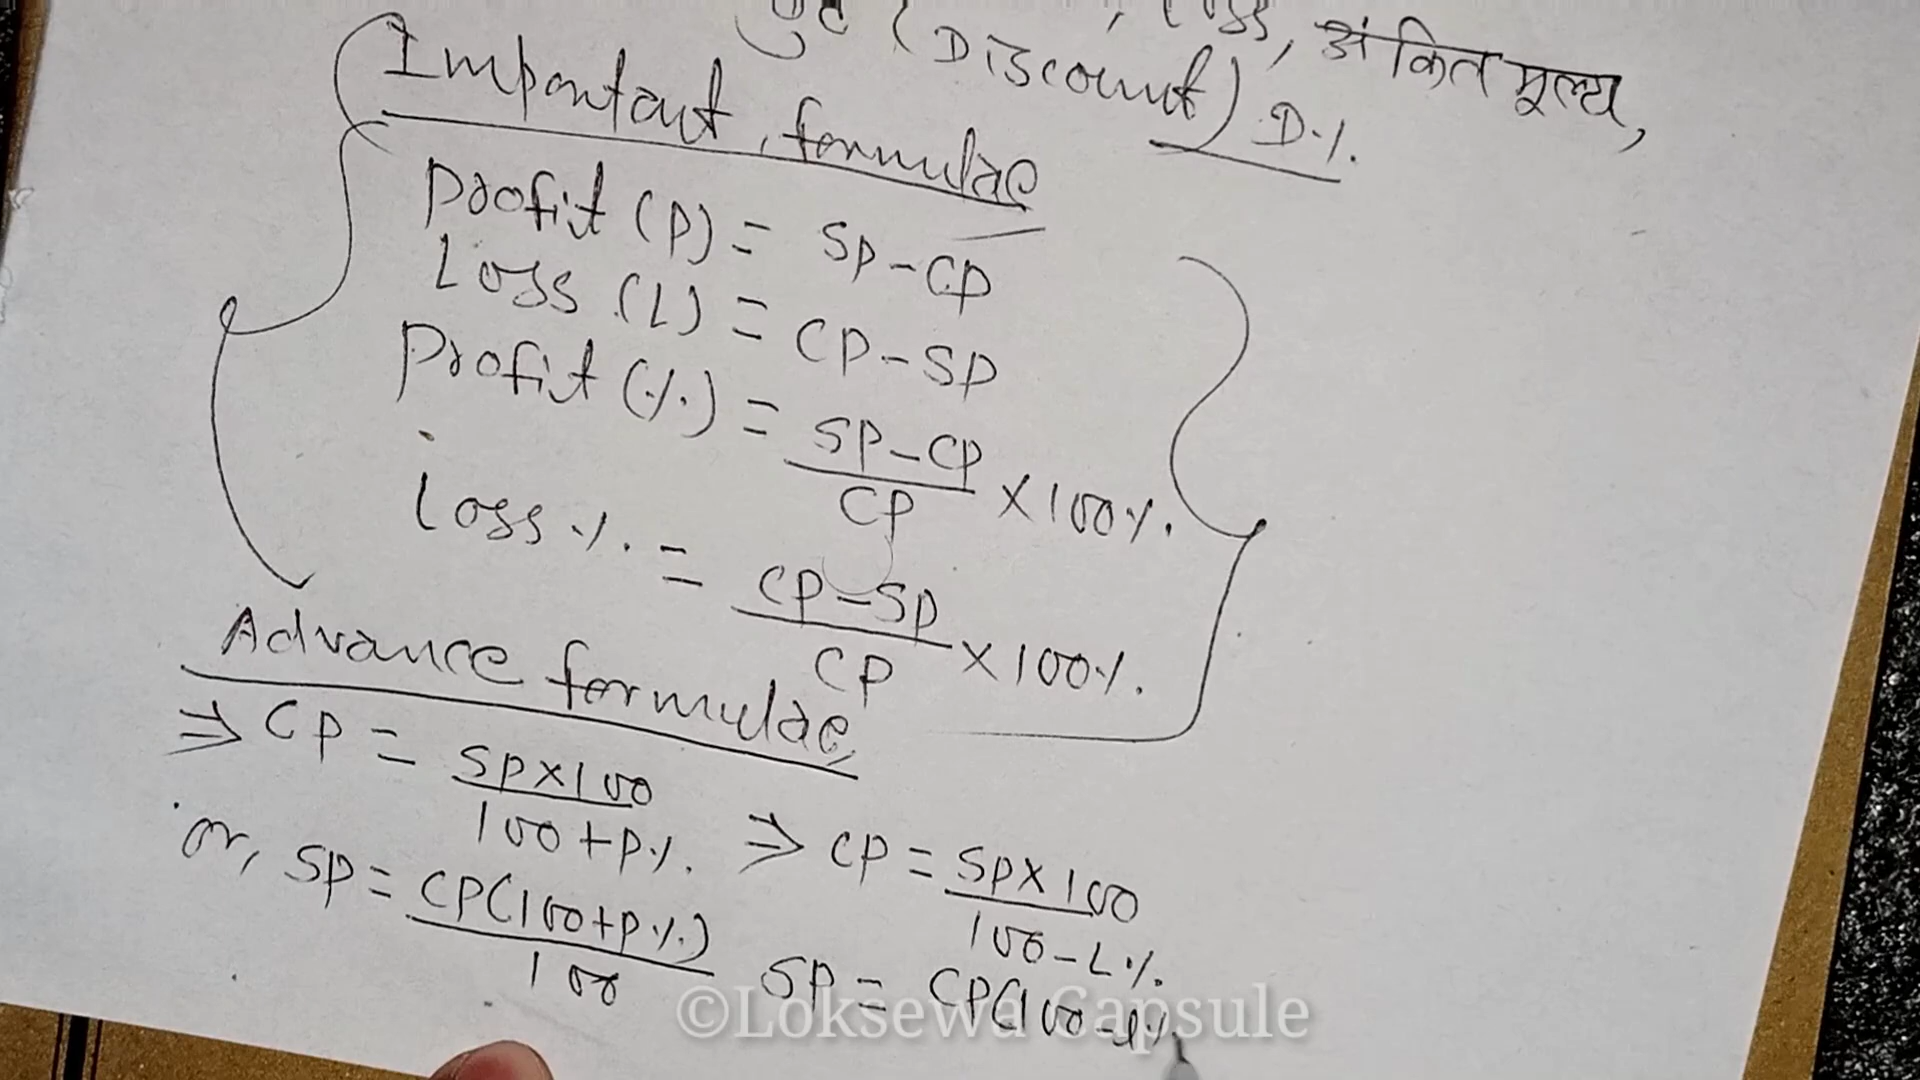 Loss, अंकित मूल्य,
(Discount) D%
Important formulae
Profit (P) = SP - CP
Loss (L) = CP - SP
Profit (%) = SP - CP / CP × 100%
Loss % = CP - SP / CP × 100%
Advance formulae
⇒ CP = SP × 100 / 100 + P%
or, SP = CP(100 + P%) / 100
⇒ CP = SP × 100 / 100 - L%
SP = CP(100 - L%
©Loksewa Capsule